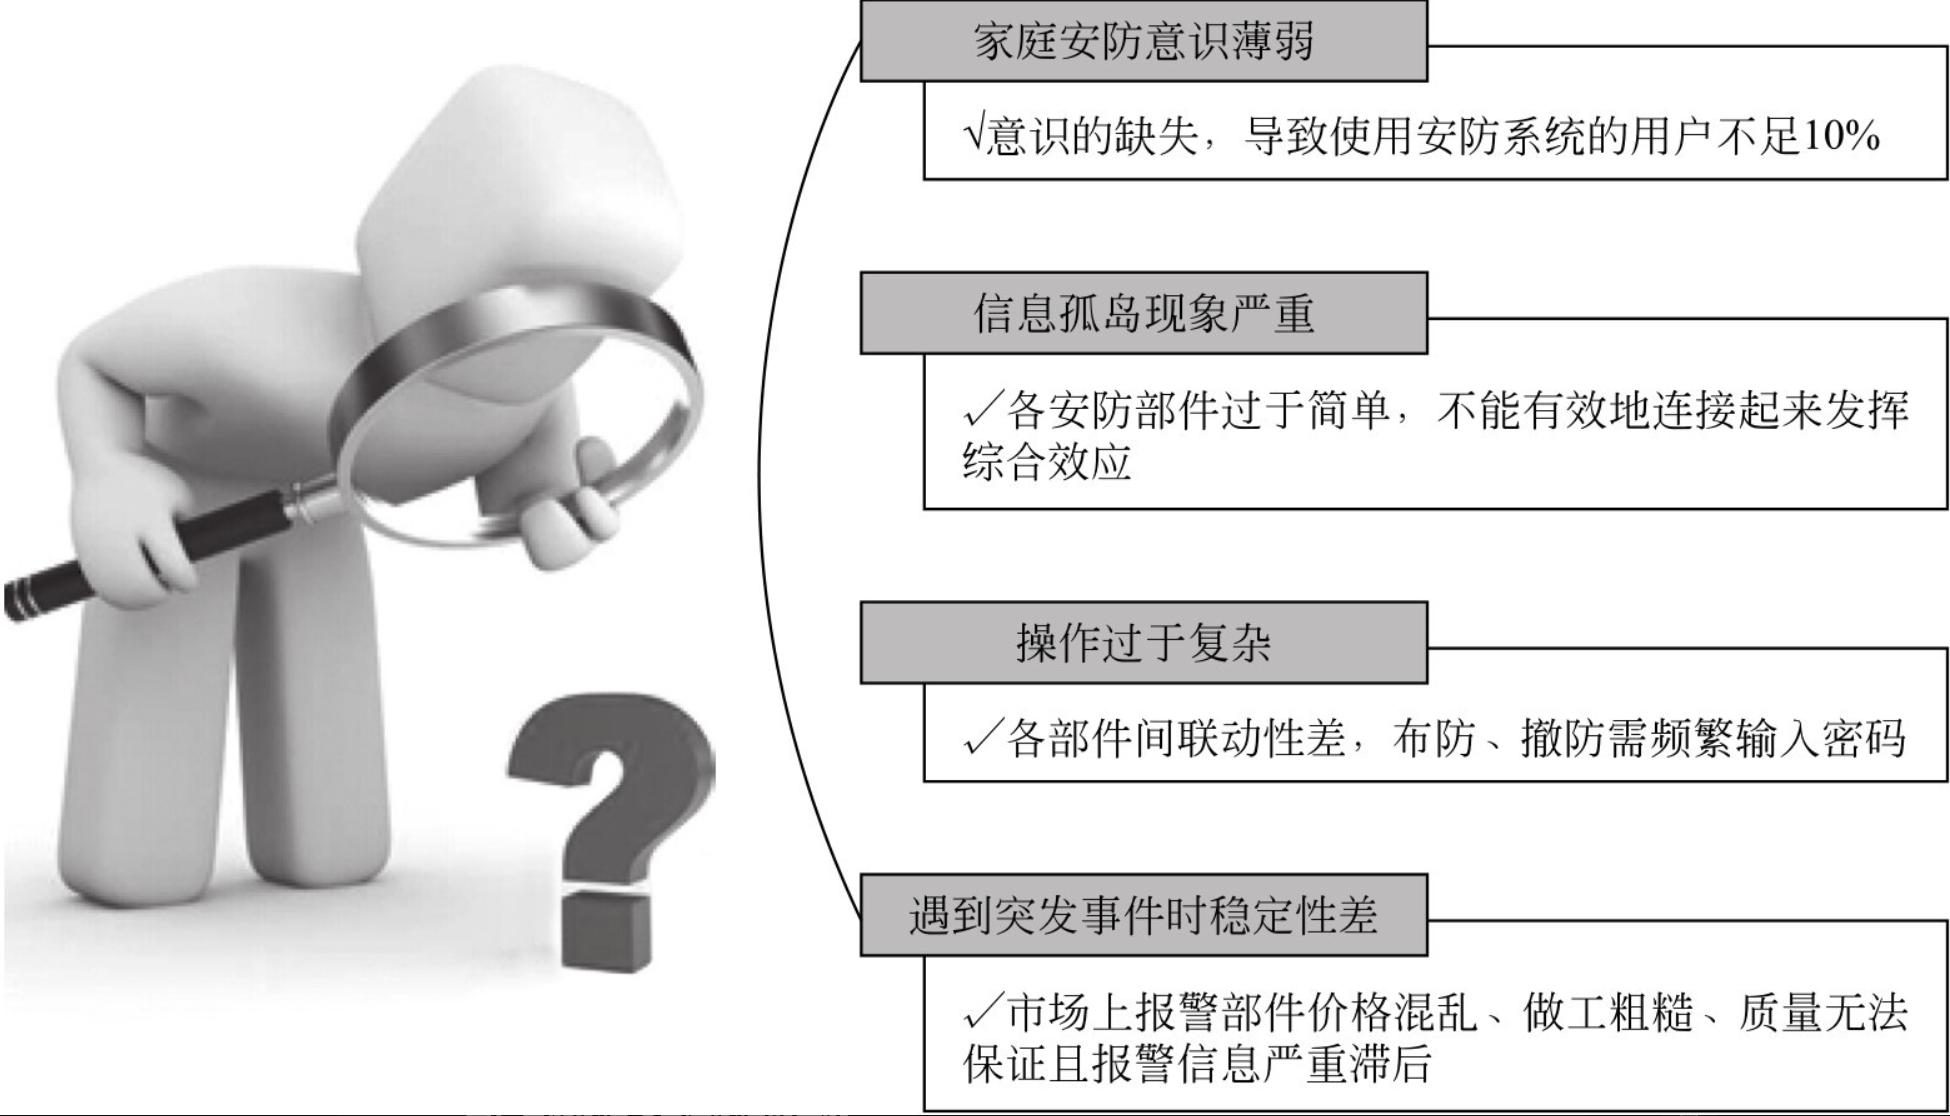 家庭安防意识薄弱
√意识的缺失，导致使用安防系统的用户不足10%
信息孤岛现象严重
✓各安防部件过于简单，不能有效地连接起来发挥
综合效应
操作过于复杂
✓各部件间联动性差，布防、撤防需频繁输入密码
遇到突发事件时稳定性差
✓市场上报警部件价格混乱、做工粗糙、质量无法
保证且报警信息严重滞后
?